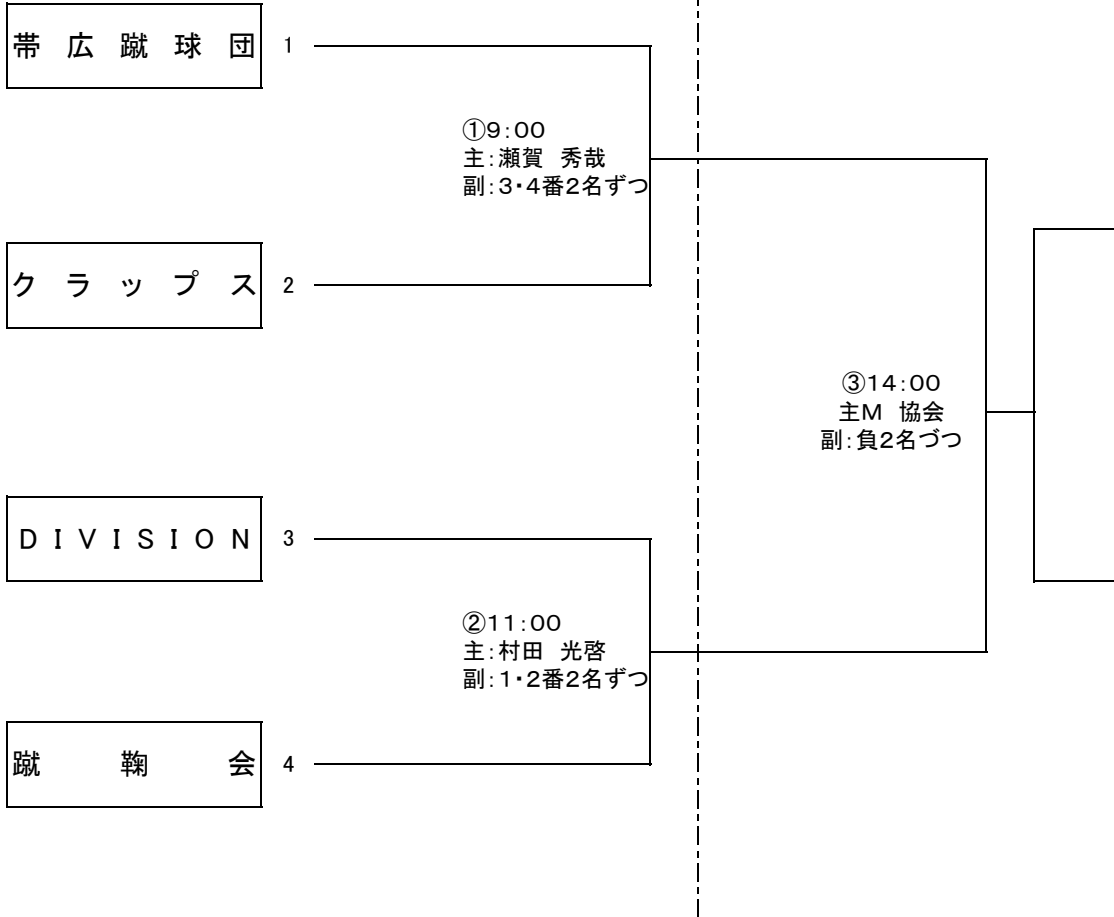 帯広蹴球団 1
①9:00
主:瀬賀 秀哉
副:3・4番2名ずつ
クラップス 2
③14:00
主M 協会
副:負2名づつ
DIVISION 3
②11:00
主:村田 光啓
副:1・2番2名ずつ
蹴鞠会 4